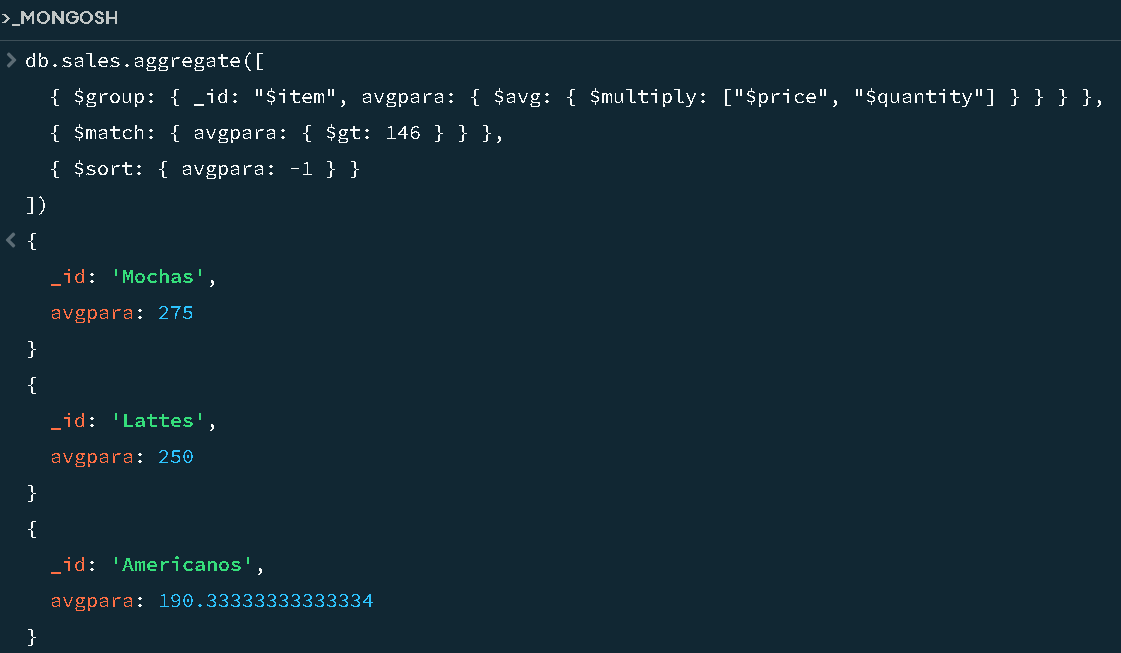 >_MONGOSH
> db.sales.aggregate([
{ $group: { _id: "$item", avgpara: { $avg: { $multiply: ["$price", "$quantity"] } } } },
{ $match: { avgpara: { $gt: 146 } } },
{ $sort: { avgpara: -1 } }
])
< {
_id: 'Mochas',
avgpara: 275
}
{
_id: 'Lattes',
avgpara: 250
}
{
_id: 'Americanos',
avgpara: 190.33333333333334
}